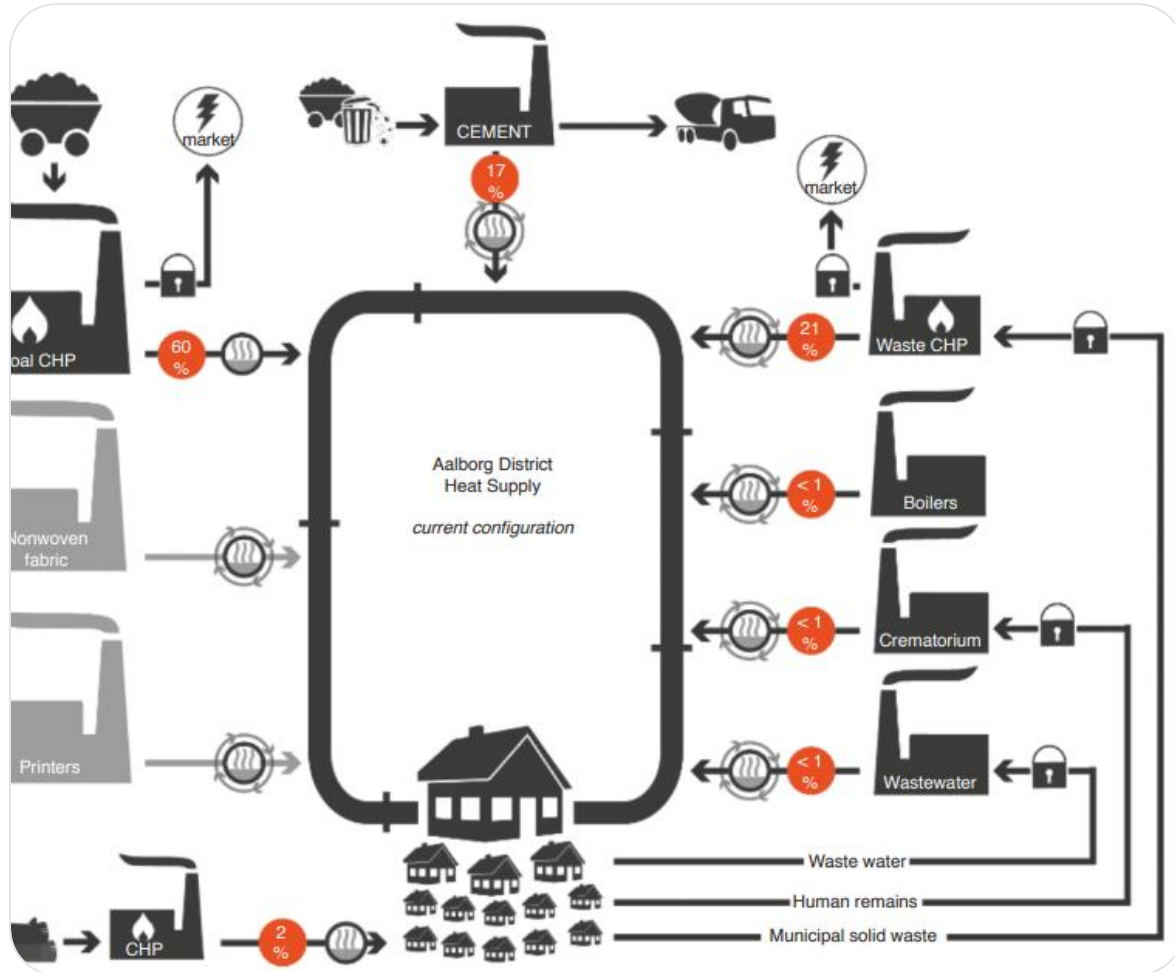 market
CEMENT
17
%
market
60
%
oal CHP
21
%
Waste CHP
Aalborg District
Heat Supply
current configuration
< 1
%
Boilers
Nonwoven
fabric
< 1
%
Crematorium
Printers
< 1
%
Wastewater
Waste water
Human remains
Municipal solid waste
2
%
CHP